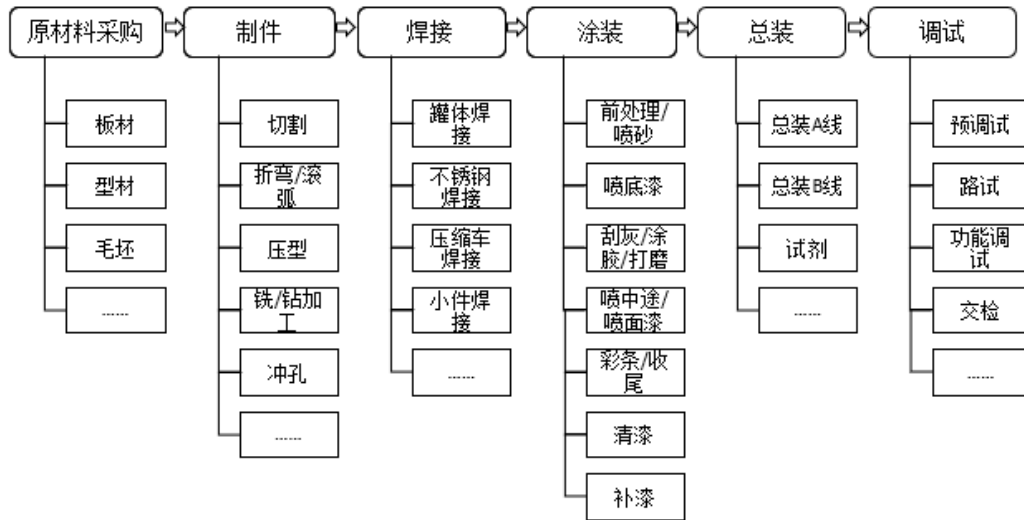 原材料采购
制件
焊接
涂装
总装
调试
板材
型材
毛坯
……
切割
折弯/滚
弧
压型
铣/钻加
工
冲孔
……
罐体焊
接
不锈钢
焊接
压缩车
焊接
小件焊
接
……
前处理/
喷砂
喷底漆
刮灰/涂
胶/打磨
喷中途/
喷面漆
彩条/收
尾
清漆
补漆
总装A线
总装B线
试剂
……
预调试
路试
功能调
试
交检
……